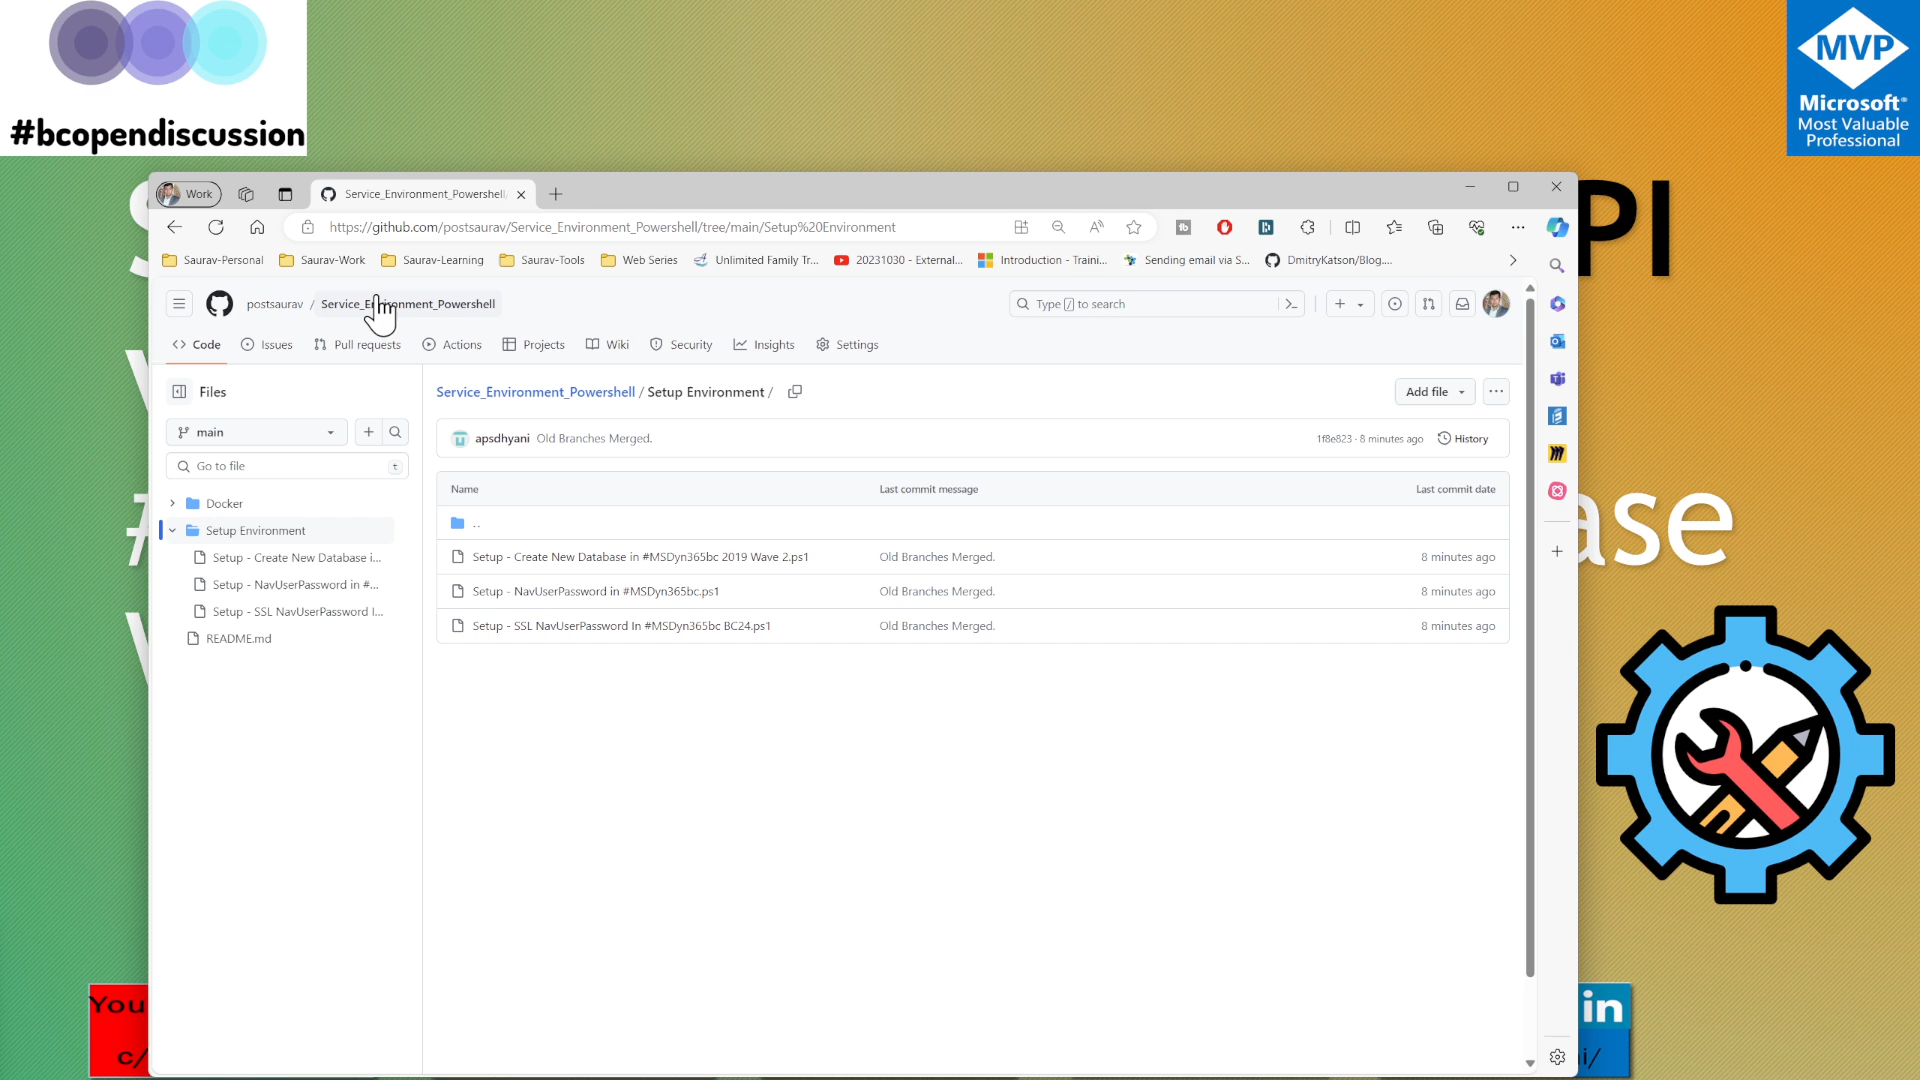 #bcopendiscussion
MVP
Microsoft®
Most Valuable
Professional
PI
ase
You
c/
in
i/
Work
Service_Environment_Powershell/
https://github.com/postsaurav/Service_Environment_Powershell/tree/main/Setup%20Environment
Saurav-Personal
Saurav-Work
Saurav-Learning
Saurav-Tools
Web Series
Unlimited Family Tr...
20231030 - External...
Introduction - Traini...
Sending email via S...
DmitryKatson/Blog....
postsaurav / Service_Environment_Powershell
Type / to search
Code
Issues
Pull requests
Actions
Projects
Wiki
Security
Insights
Settings
Files
main
Go to file
t
Docker
Setup Environment
Setup - Create New Database i...
Setup - NavUserPassword in #...
Setup - SSL NavUserPassword I...
README.md
Service_Environment_Powershell / Setup Environment /
Add file
apsdhyani Old Branches Merged.
1f8e823 · 8 minutes ago
History
Name Last commit message Last commit date
..
Setup - Create New Database in #MSDyn365bc 2019 Wave 2.ps1 Old Branches Merged. 8 minutes ago
Setup - NavUserPassword in #MSDyn365bc.ps1 Old Branches Merged. 8 minutes ago
Setup - SSL NavUserPassword In #MSDyn365bc BC24.ps1 Old Branches Merged. 8 minutes ago